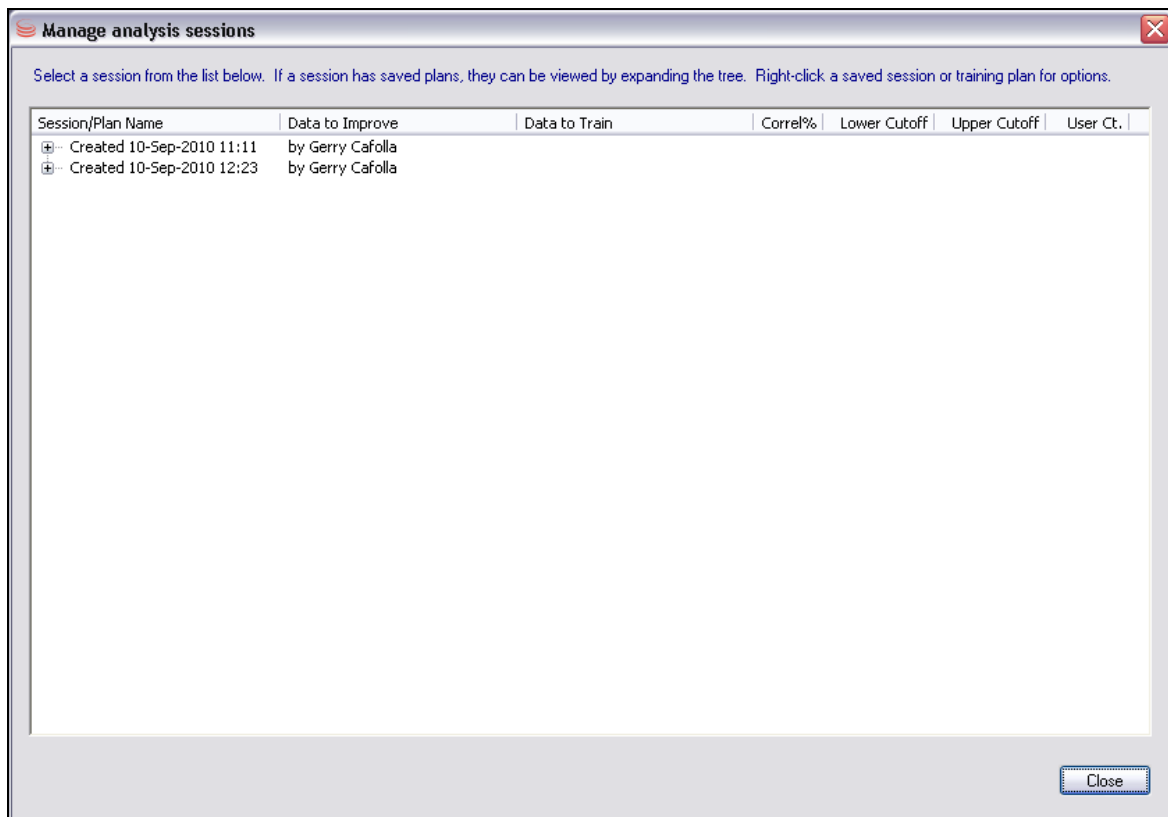 Manage analysis sessions
Select a session from the list below. If a session has saved plans, they can be viewed by expanding the tree. Right-click a saved session or training plan for options.
Session/Plan Name Data to Improve Data to Train Correl% Lower Cutoff Upper Cutoff User Ct.
Created 10-Sep-2010 11:11 by Gerry Cafolla
Created 10-Sep-2010 12:23 by Gerry Cafolla
Close